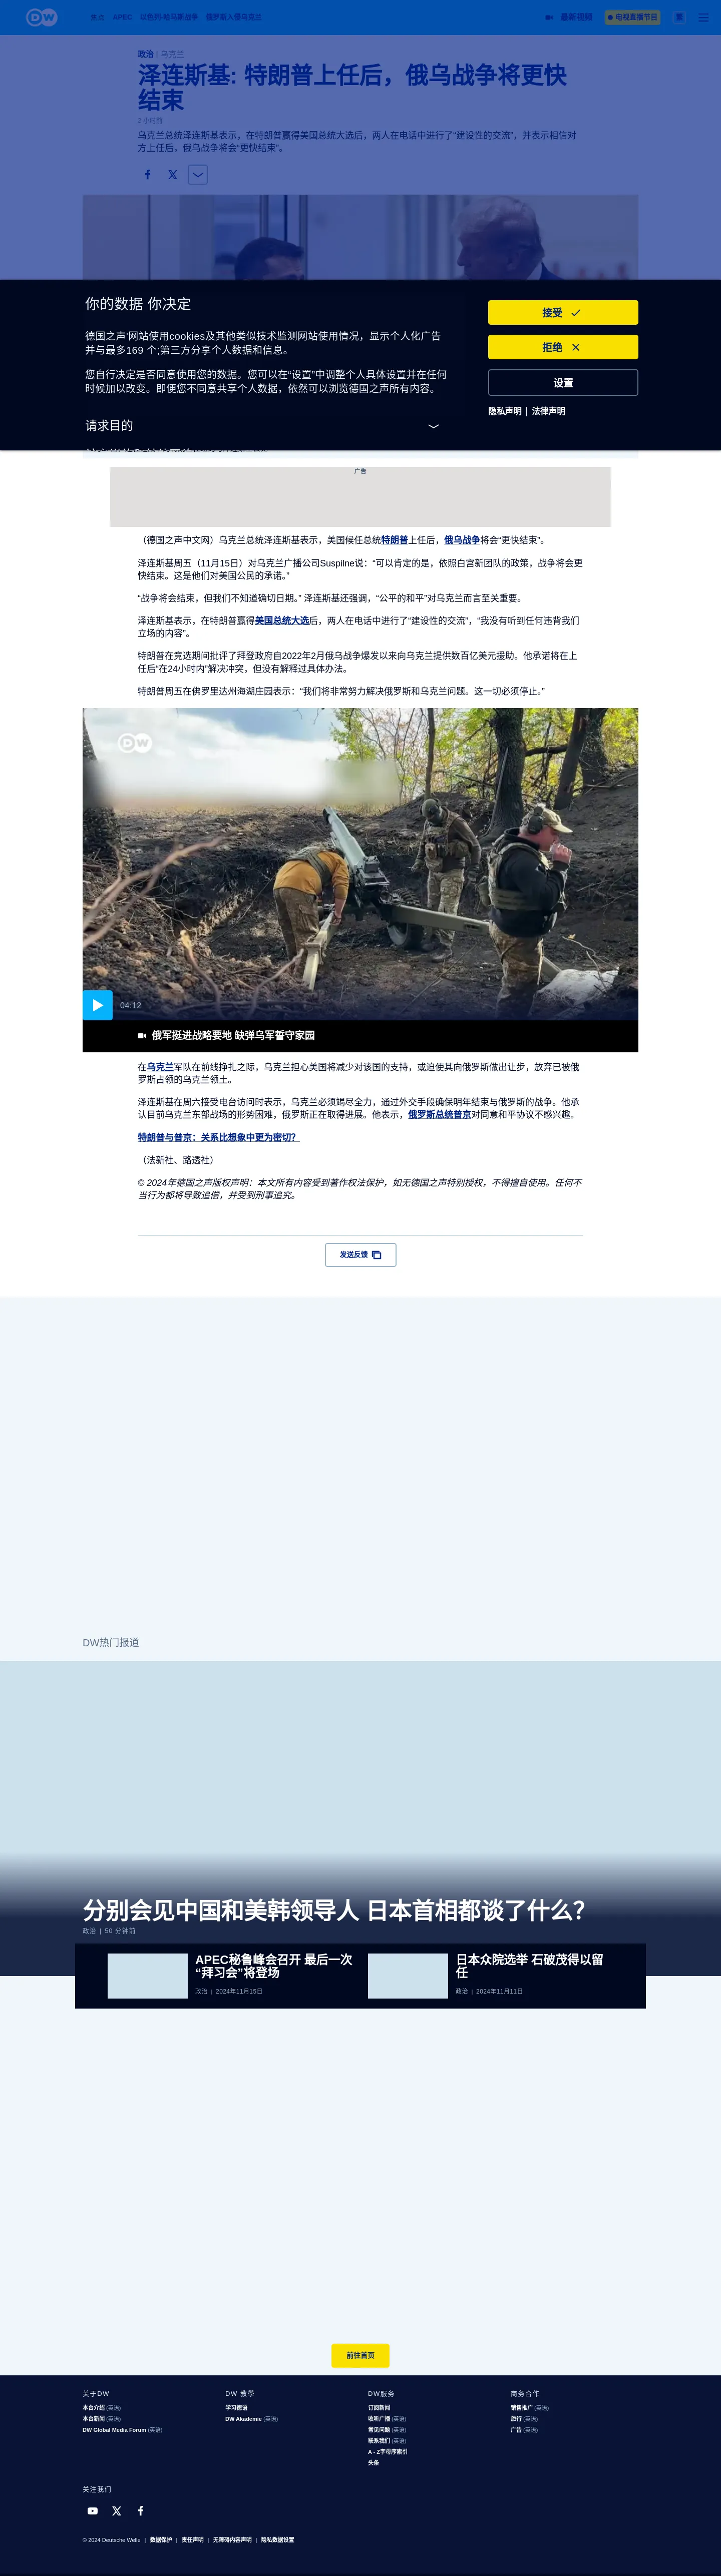 DW
焦点 APEC 以色列-哈马斯战争 俄罗斯入侵乌克兰
最新视频
电视直播节目
繁
政治 | 乌克兰
泽连斯基: 特朗普上任后，俄乌战争将更快
结束
2 小时前
乌克兰总统泽连斯基表示，在特朗普赢得美国总统大选后，两人在电话中进行了“建设性的交流”，并表示相信对
方上任后，俄乌战争将会“更快结束”。
你的数据 你决定
德国之声'网站使用cookies及其他类似技术监测网站使用情况，显示个人化广告
并与最多169 个;第三方分享个人数据和信息。
您自行决定是否同意使用您的数据。您可以在“设置”中调整个人具体设置并在任何
时候加以改变。即便您不同意共享个人数据，依然可以浏览德国之声所有内容。
请求目的
接受
拒绝
设置
隐私声明 | 法律声明
广告
（德国之声中文网）乌克兰总统泽连斯基表示，美国候任总统特朗普上任后，俄乌战争将会“更快结束”。
泽连斯基周五（11月15日）对乌克兰广播公司Suspilne说：“可以肯定的是，依照白宫新团队的政策，战争将会更
快结束。这是他们对美国公民的承诺。”
“战争将会结束，但我们不知道确切日期。” 泽连斯基还强调，“公平的和平”对乌克兰而言至关重要。
泽连斯基表示，在特朗普赢得美国总统大选后，两人在电话中进行了“建设性的交流”，“我没有听到任何违背我们
立场的内容”。
特朗普在竞选期间批评了拜登政府自2022年2月俄乌战争爆发以来向乌克兰提供数百亿美元援助。他承诺将在上
任后“在24小时内”解决冲突，但没有解释过具体办法。
特朗普周五在佛罗里达州海湖庄园表示：“我们将非常努力解决俄罗斯和乌克兰问题。这一切必须停止。”
DW
04:12
俄军挺进战略要地 缺弹乌军誓守家园
在乌克兰军队在前线挣扎之际，乌克兰担心美国将减少对该国的支持，或迫使其向俄罗斯做出让步，放弃已被俄
罗斯占领的乌克兰领土。
泽连斯基在周六接受电台访问时表示，乌克兰必须竭尽全力，通过外交手段确保明年结束与俄罗斯的战争。他承
认目前乌克兰东部战场的形势困难，俄罗斯正在取得进展。他表示，俄罗斯总统普京对同意和平协议不感兴趣。
特朗普与普京：关系比想象中更为密切？
（法新社、路透社）
© 2024年德国之声版权声明：本文所有内容受到著作权法保护，如无德国之声特别授权，不得擅自使用。任何不
当行为都将导致追偿，并受到刑事追究。
发送反馈
DW热门报道
分别会见中国和美韩领导人 日本首相都谈了什么？
政治 | 50 分钟前
APEC秘鲁峰会召开 最后一次
“拜习会”将登场
政治 | 2024年11月15日
日本众院选举 石破茂得以留
任
政治 | 2024年11月11日
前往首页
关于DW
本台介绍 (英语)
本台新闻 (英语)
DW Global Media Forum (英语)
DW 教學
学习德语
DW Akademie (英语)
DW服务
订阅新闻
收听广播 (英语)
常见问题 (英语)
联系我们 (英语)
A - Z字母序索引
头条
商务合作
销售推广 (英语)
旅行 (英语)
广告 (英语)
关注我们
© 2024 Deutsche Welle | 数据保护 | 责任声明 | 无障碍内容声明 | 隐私数据设置